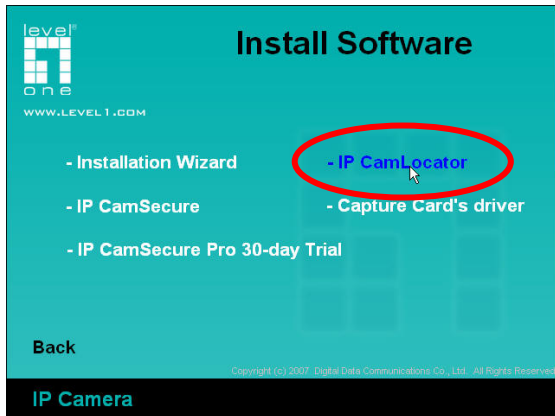 level®
one
WWW.LEVEL1.COM
Install Software
- Installation Wizard
- IP CamLocator
- IP CamSecure
- Capture Card's driver
- IP CamSecure Pro 30-day Trial
Back
Copyright (c) 2007 Digital Data Communications Co., Ltd. All Rights Reserved
IP Camera